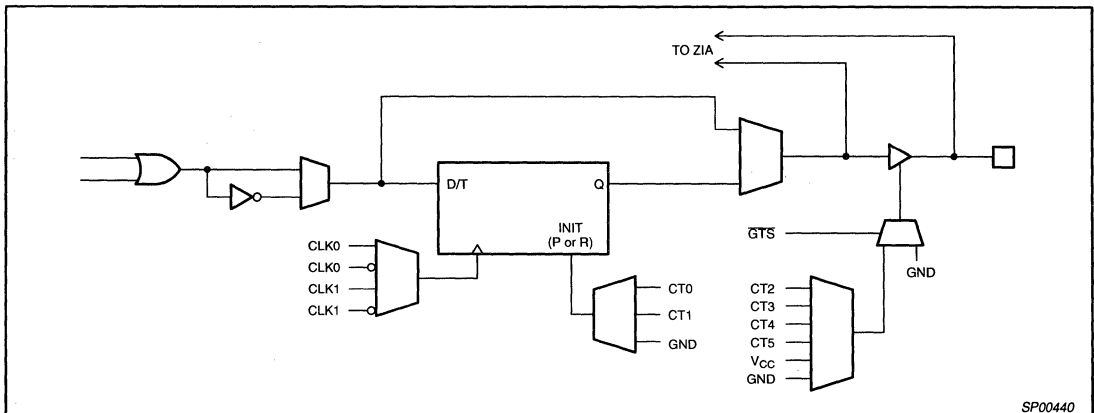 TO ZIA
D/T
Q
INIT
(P or R)
CLK0
CLK0
CLK1
CLK1
CT0
CT1
GND
GTS
GND
CT2
CT3
CT4
CT5
VCC
GND
SP00440